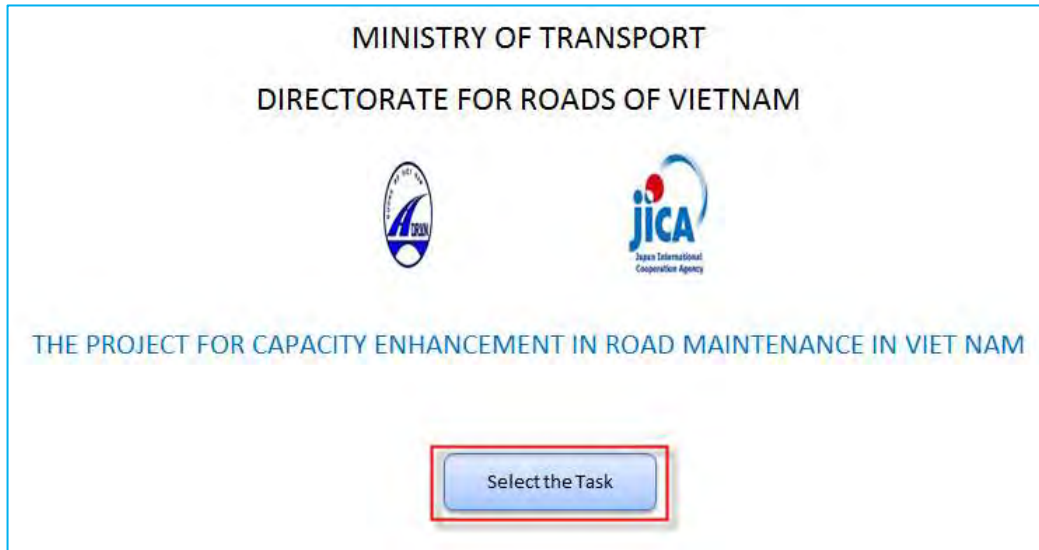 MINISTRY OF TRANSPORT
DIRECTORATE FOR ROADS OF VIETNAM
jICA
Japan International
Cooperation Agency
THE PROJECT FOR CAPACITY ENHANCEMENT IN ROAD MAINTENANCE IN VIET NAM
Select the Task